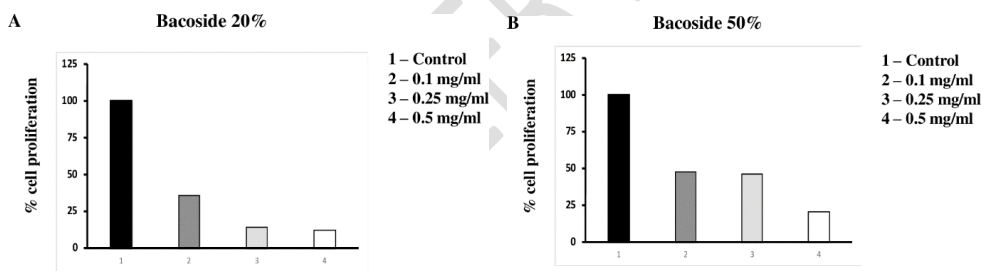 A
Bacoside 20%
% cell proliferation
125
100
75
50
25
0
1
2
3
4
1 – Control
2 – 0.1 mg/ml
3 – 0.25 mg/ml
4 – 0.5 mg/ml
B
Bacoside 50%
% cell proliferation
125
100
75
50
25
0
1
2
3
4
1 – Control
2 – 0.1 mg/ml
3 – 0.25 mg/ml
4 – 0.5 mg/ml